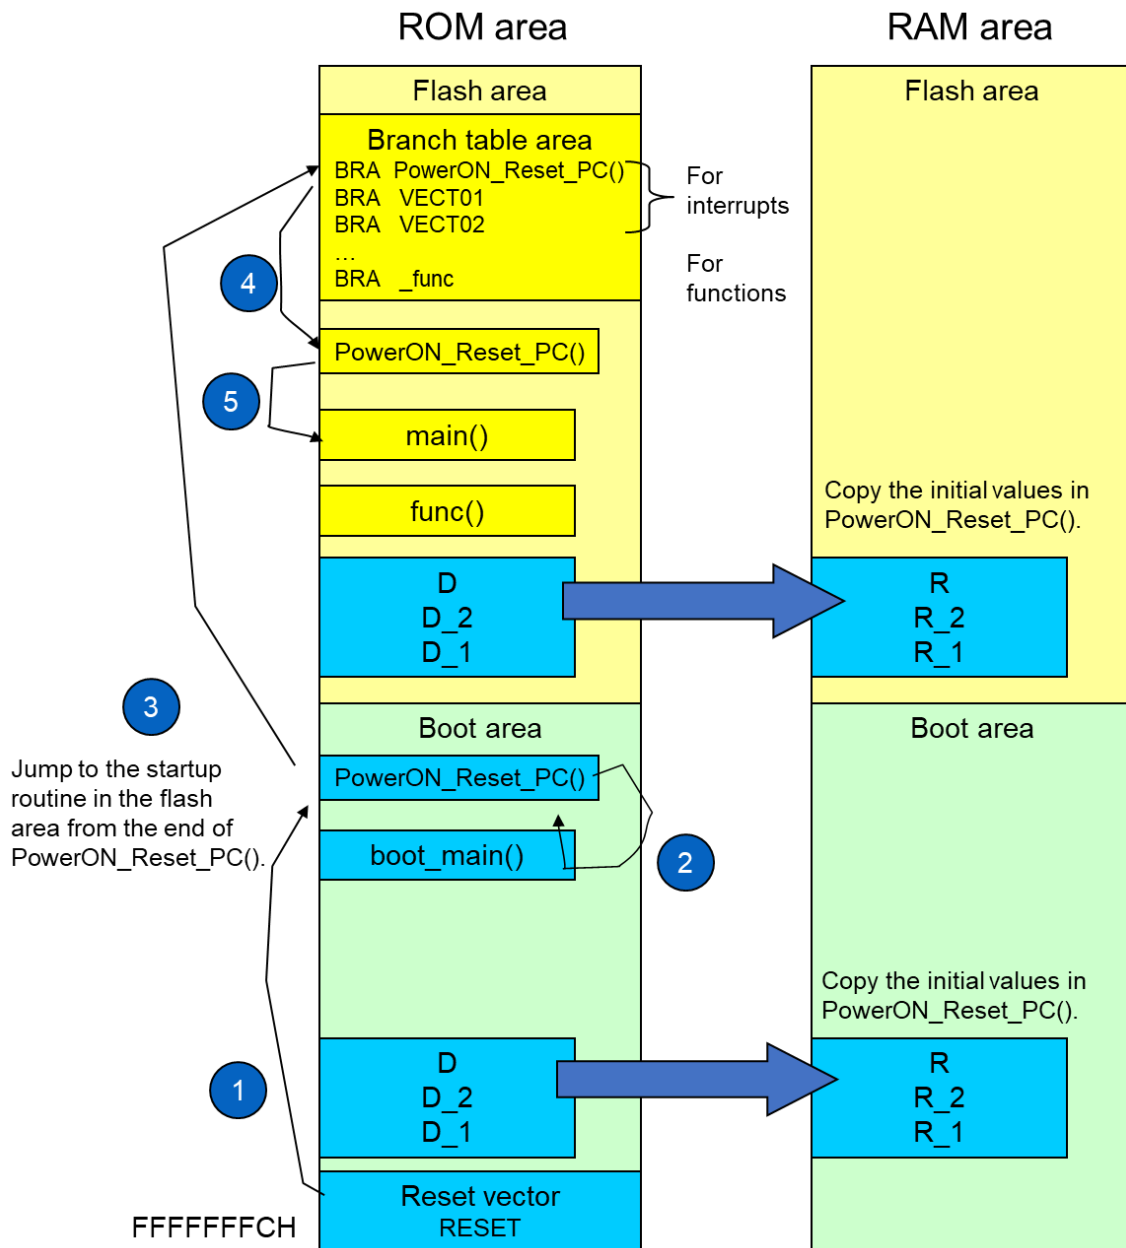 ROM area
RAM area
Flash area
Flash area
Branch table area
BRA PowerON_Reset_PC()
BRA VECT01
BRA VECT02
...
BRA _func
For
interrupts
For
functions
4
PowerON_Reset_PC()
5
main()
func()
Copy the initial values in
PowerON_Reset_PC().
D
D_2
D_1
R
R_2
R_1
3
Jump to the startup
routine in the flash
area from the end of
PowerON_Reset_PC().
Boot area
Boot area
PowerON_Reset_PC()
boot_main()
2
Copy the initial values in
PowerON_Reset_PC().
1
D
D_2
D_1
R
R_2
R_1
Reset vector
RESET
FFFFFFFCH